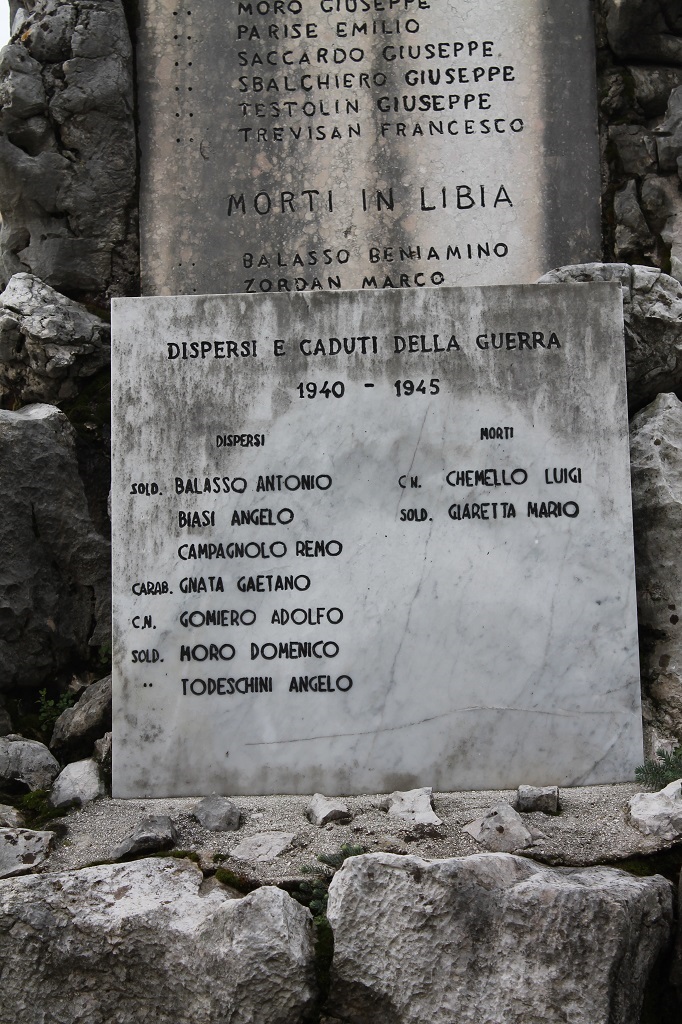 .. MORO GIUSEPPE
.. PARISE EMILIO
.. SACCARDO GIUSEPPE
.. SBALCHIERO GIUSEPPE
.. TESTOLIN GIUSEPPE
.. TREVISAN FRANCESCO
MORTI IN LIBIA
.. BALASSO BENIAMINO
ZORDAN MARCO
DISPERSI E CADUTI DELLA GUERRA
1940 - 1945
DISPERSI
SOLD. BALASSO ANTONIO
BIASI ANGELO
CAMPAGNOLO REMO
CARAB. GNATA GAETANO
C.N. GOMIERO ADOLFO
SOLD. MORO DOMENICO
.. TODESCHINI ANGELO
MORTI
C.N. CHEMELLO LUIGI
SOLD. GIARETTA MARIO